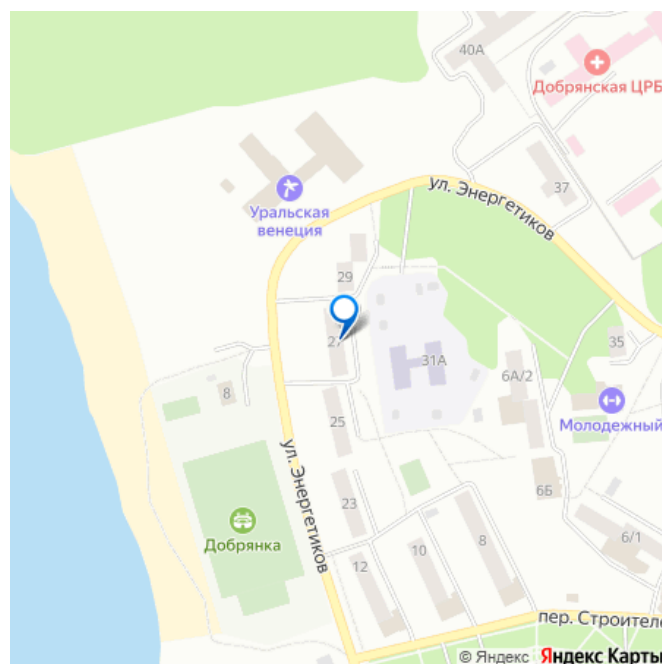 40А
Добрянская ЦРБ
37
ул. Энергетиков
Уральская
венеция
29
27
31А
35
6А/2
8
Молодежный
25
ул. Энергетиков
6Б
23
Добрянка
6/1
8
10
12
пер. Строителе
© Яндекс Яндекс Карты